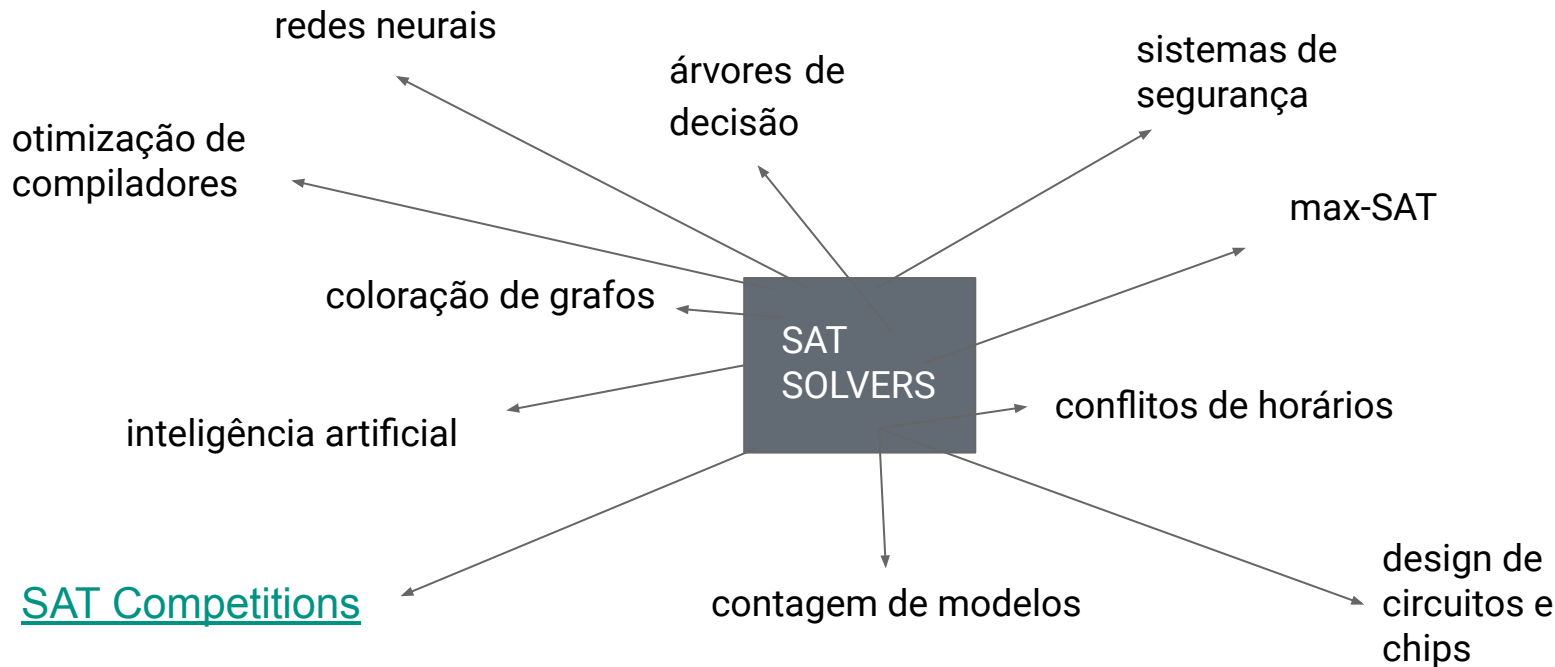 redes neurais
árvores de
decisão
sistemas de
segurança
otimização de
compiladores
max-SAT
coloração de grafos
SAT
SOLVERS
inteligência artificial
conflitos de horários
SAT Competitions
contagem de modelos
design de
circuitos e
chips